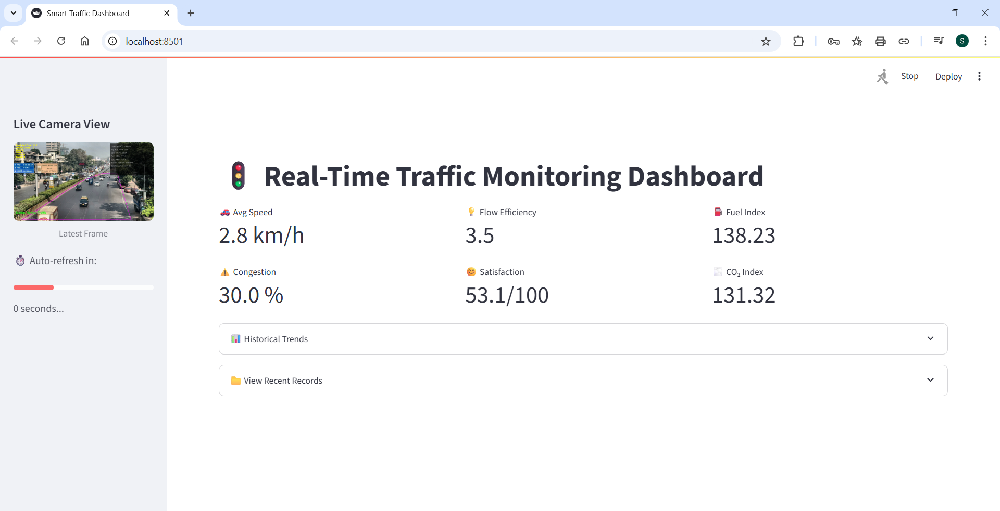 Smart Traffic Dashboard
localhost:8501
S
Stop
Deploy
Live Camera View
Latest Frame
Auto-refresh in:
0 seconds...
Real-Time Traffic Monitoring Dashboard
Avg Speed
Flow Efficiency
Fuel Index
2.8 km/h
3.5
138.23
Congestion
Satisfaction
CO₂ Index
30.0 %
53.1/100
131.32
Historical Trends
View Recent Records